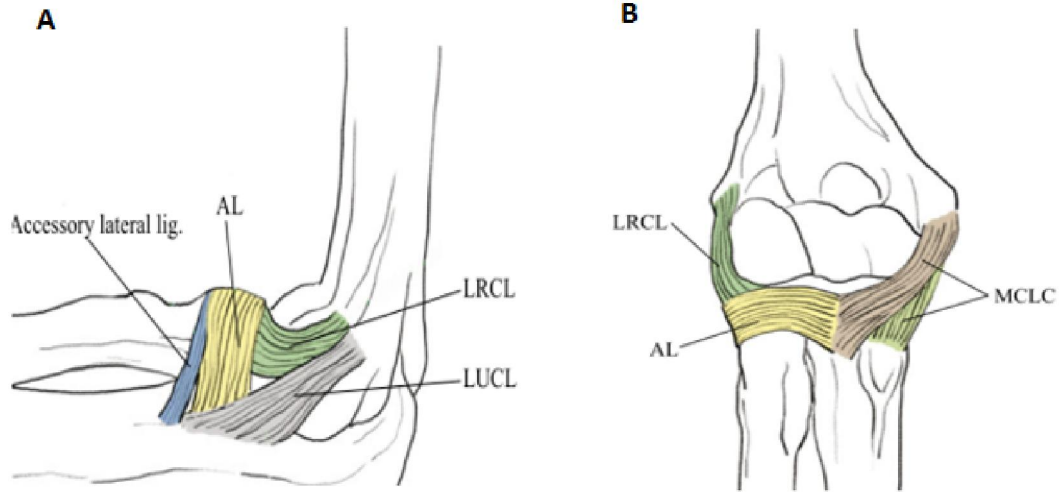 A
B
Accessory lateral lig.
AL
LRCL
LUCL
LRCL
AL
MCLC